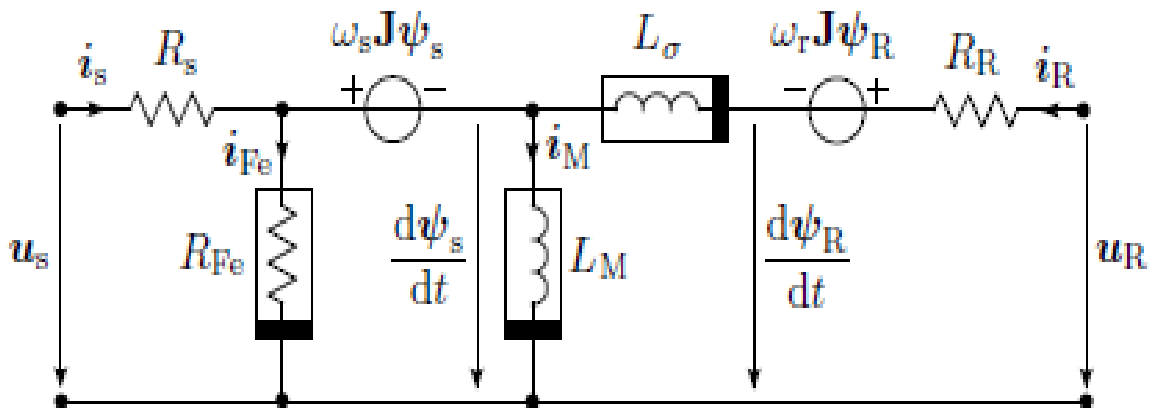 i_s
R_s
ω_s Jψ_s
L_σ
ω_r Jψ_R
R_R
i_R
+ −
− +
i_Fe
i_M
u_s
R_Fe
dψ_s/dt
L_M
dψ_R/dt
u_R